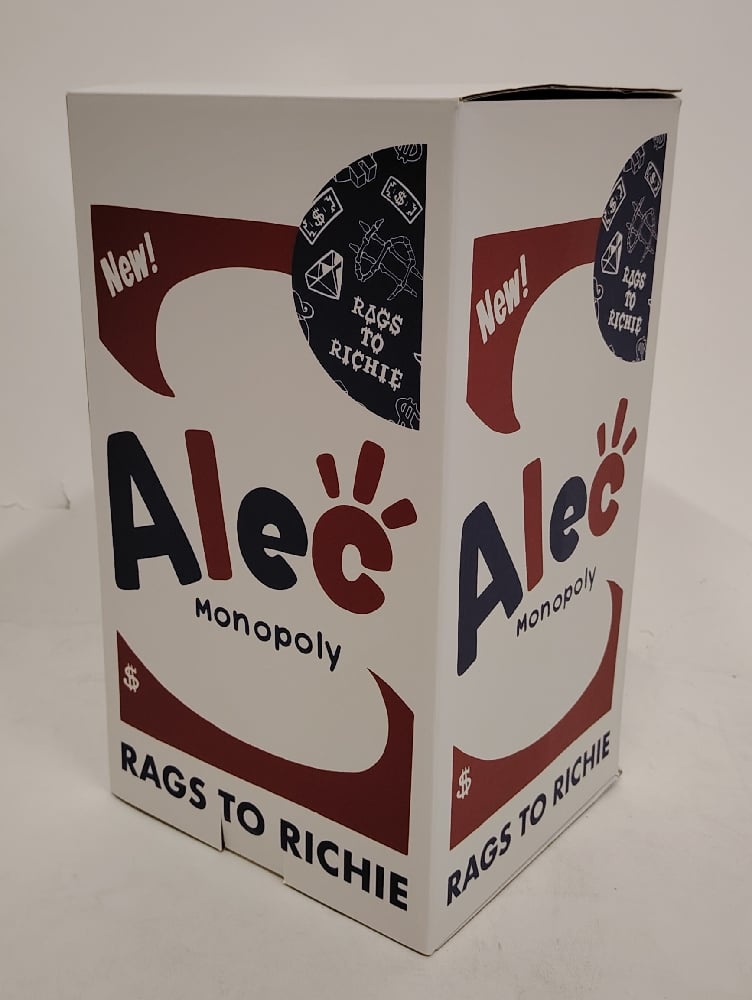 New!
$
$
RAGS
TO
RICHIE
Alec
Monopoly
$
RAGS TO RICHIE
New!
$
$
RAGS
TO
RICHIE
Alec
Monopoly
$
RAGS TO RICHIE